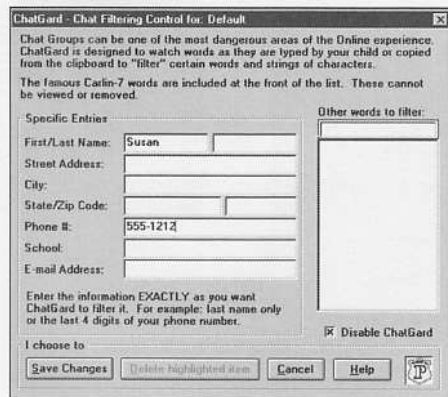 ChatGard - Chat Filtering Control for: Default
Chat Groups can be one of the most dangerous areas of the Online experience.
ChatGard is designed to watch words as they are typed by your child or copied
from the clipboard to "filter" certain words and strings of characters.
The famous Carlin-7 words are included at the front of the list. These cannot
be viewed or removed.
Specific Entries
First/Last Name: Susan
Street Address:
City:
State/Zip Code:
Phone #: 555-1212
School:
E-mail Address:
Enter the information EXACTLY as you want
ChatGard to filter it. For example: last name only
or the last 4 digits of your phone number.
Other words to filter:
Disable ChatGard
I choose to
Save Changes Delete highlighted item Cancel Help
P